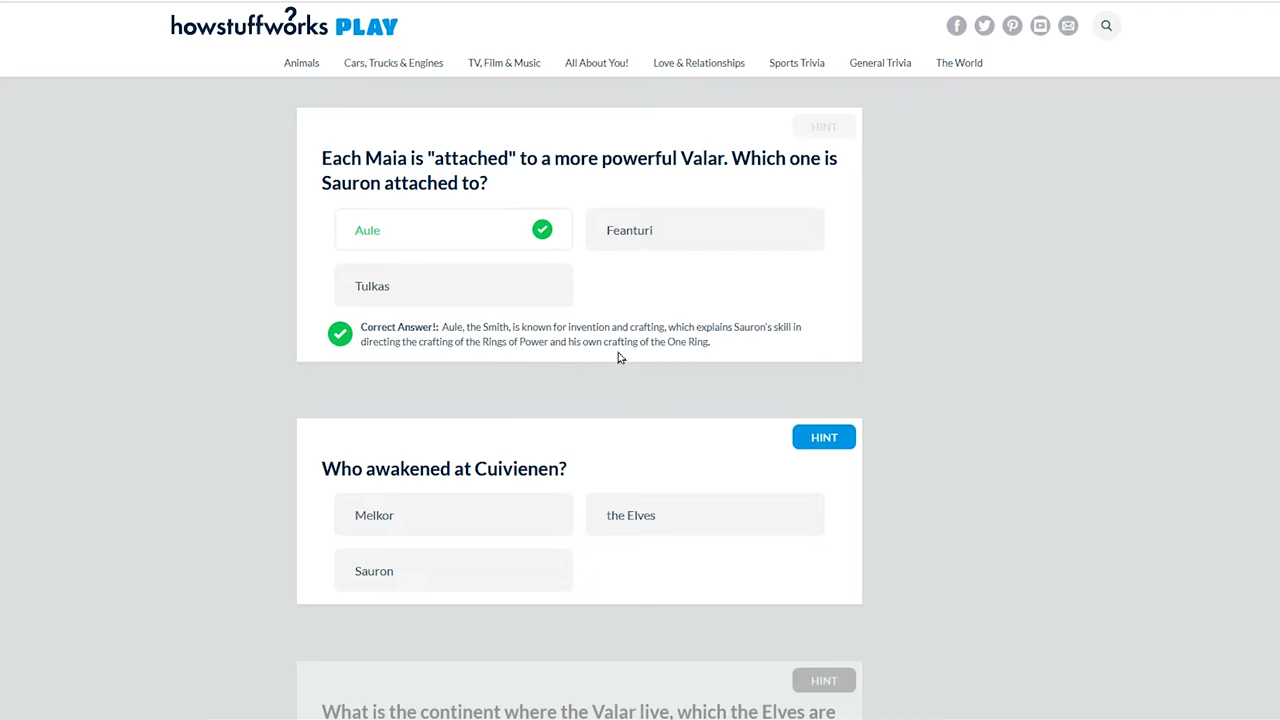 howstuffworks PLAY
Animals Cars, Trucks & Engines TV, Film & Music All About You! Love & Relationships Sports Trivia General Trivia The World
HINT
Each Maia is "attached" to a more powerful Valar. Which one is
Sauron attached to?
Aule
Feanturi
Tulkas
Correct Answer!: Aule, the Smith, is known for invention and crafting, which explains Sauron's skill in
directing the crafting of the Rings of Power and his own crafting of the One Ring.
HINT
Who awakened at Cuivienen?
Melkor
the Elves
Sauron
HINT
What is the continent where the Valar live, which the Elves are